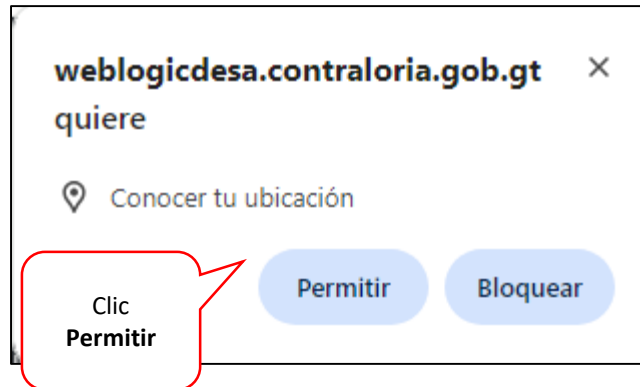 weblogicdesa.contraloria.gob.gt
quiere
Conocer tu ubicación
Permitir Bloquear
Clic
Permitir